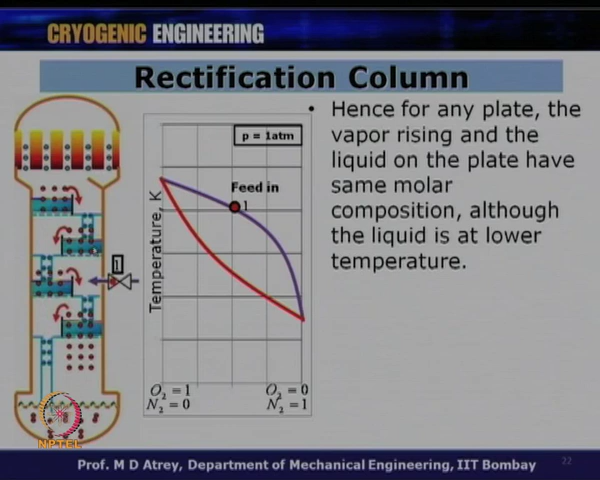 CRYOGENIC ENGINEERING
Rectification Column
1
p = 1atm
Feed in
1
Temperature, K
O2 = 1
N2 = 0
O2 = 0
N2 = 1
• Hence for any plate, the
vapor rising and the
liquid on the plate have
same molar
composition, although
the liquid is at lower
temperature.
NPTEL
Prof. M D Atrey, Department of Mechanical Engineering, IIT Bombay
22